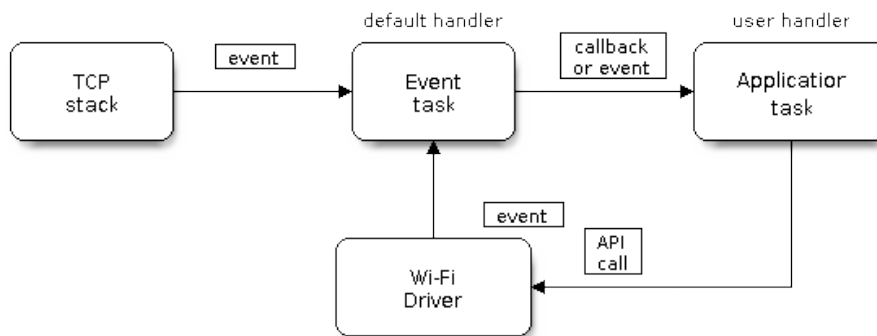 default handler
user handler
event
callback
or event
TCP
stack
Event
task
Application
task
event
API
call
Wi-Fi
Driver